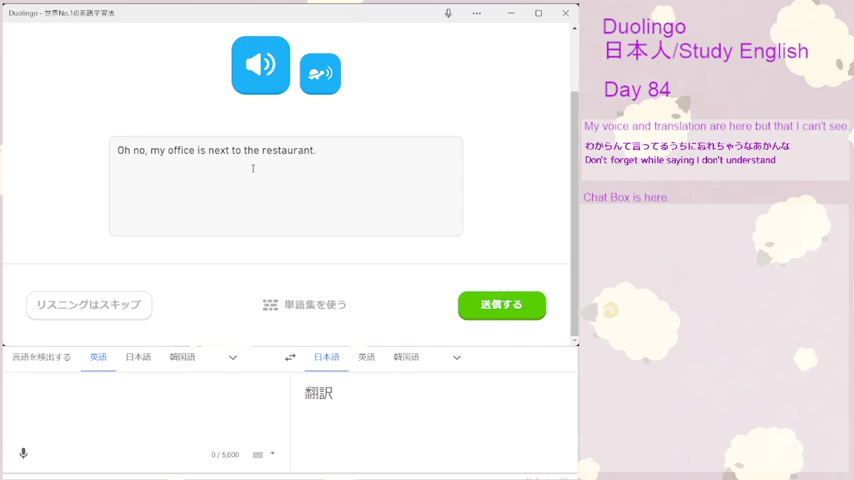 Duolingo - 世界No.1の英語学習法
Oh no, my office is next to the restaurant.
リスニングはスキップ
単語集を使う
送信する
言語を検出する 英語 日本語 韓国語
日本語 英語 韓国語
翻訳
0 / 5,000
Duolingo
日本人/Study English
Day 84
My voice and translation are here but that I can't see
わからんて言ってるうちに忘れちゃうなあかんな
Don't forget while saying I don't understand
Chat Box is here.